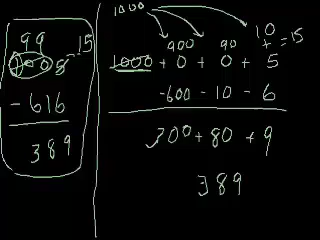 99
1005 15
- 616
389
1000
900 90 10
+ = 15
1000 + 0 + 0 + 5
-600 - 10 - 6
300 + 80 + 9
389